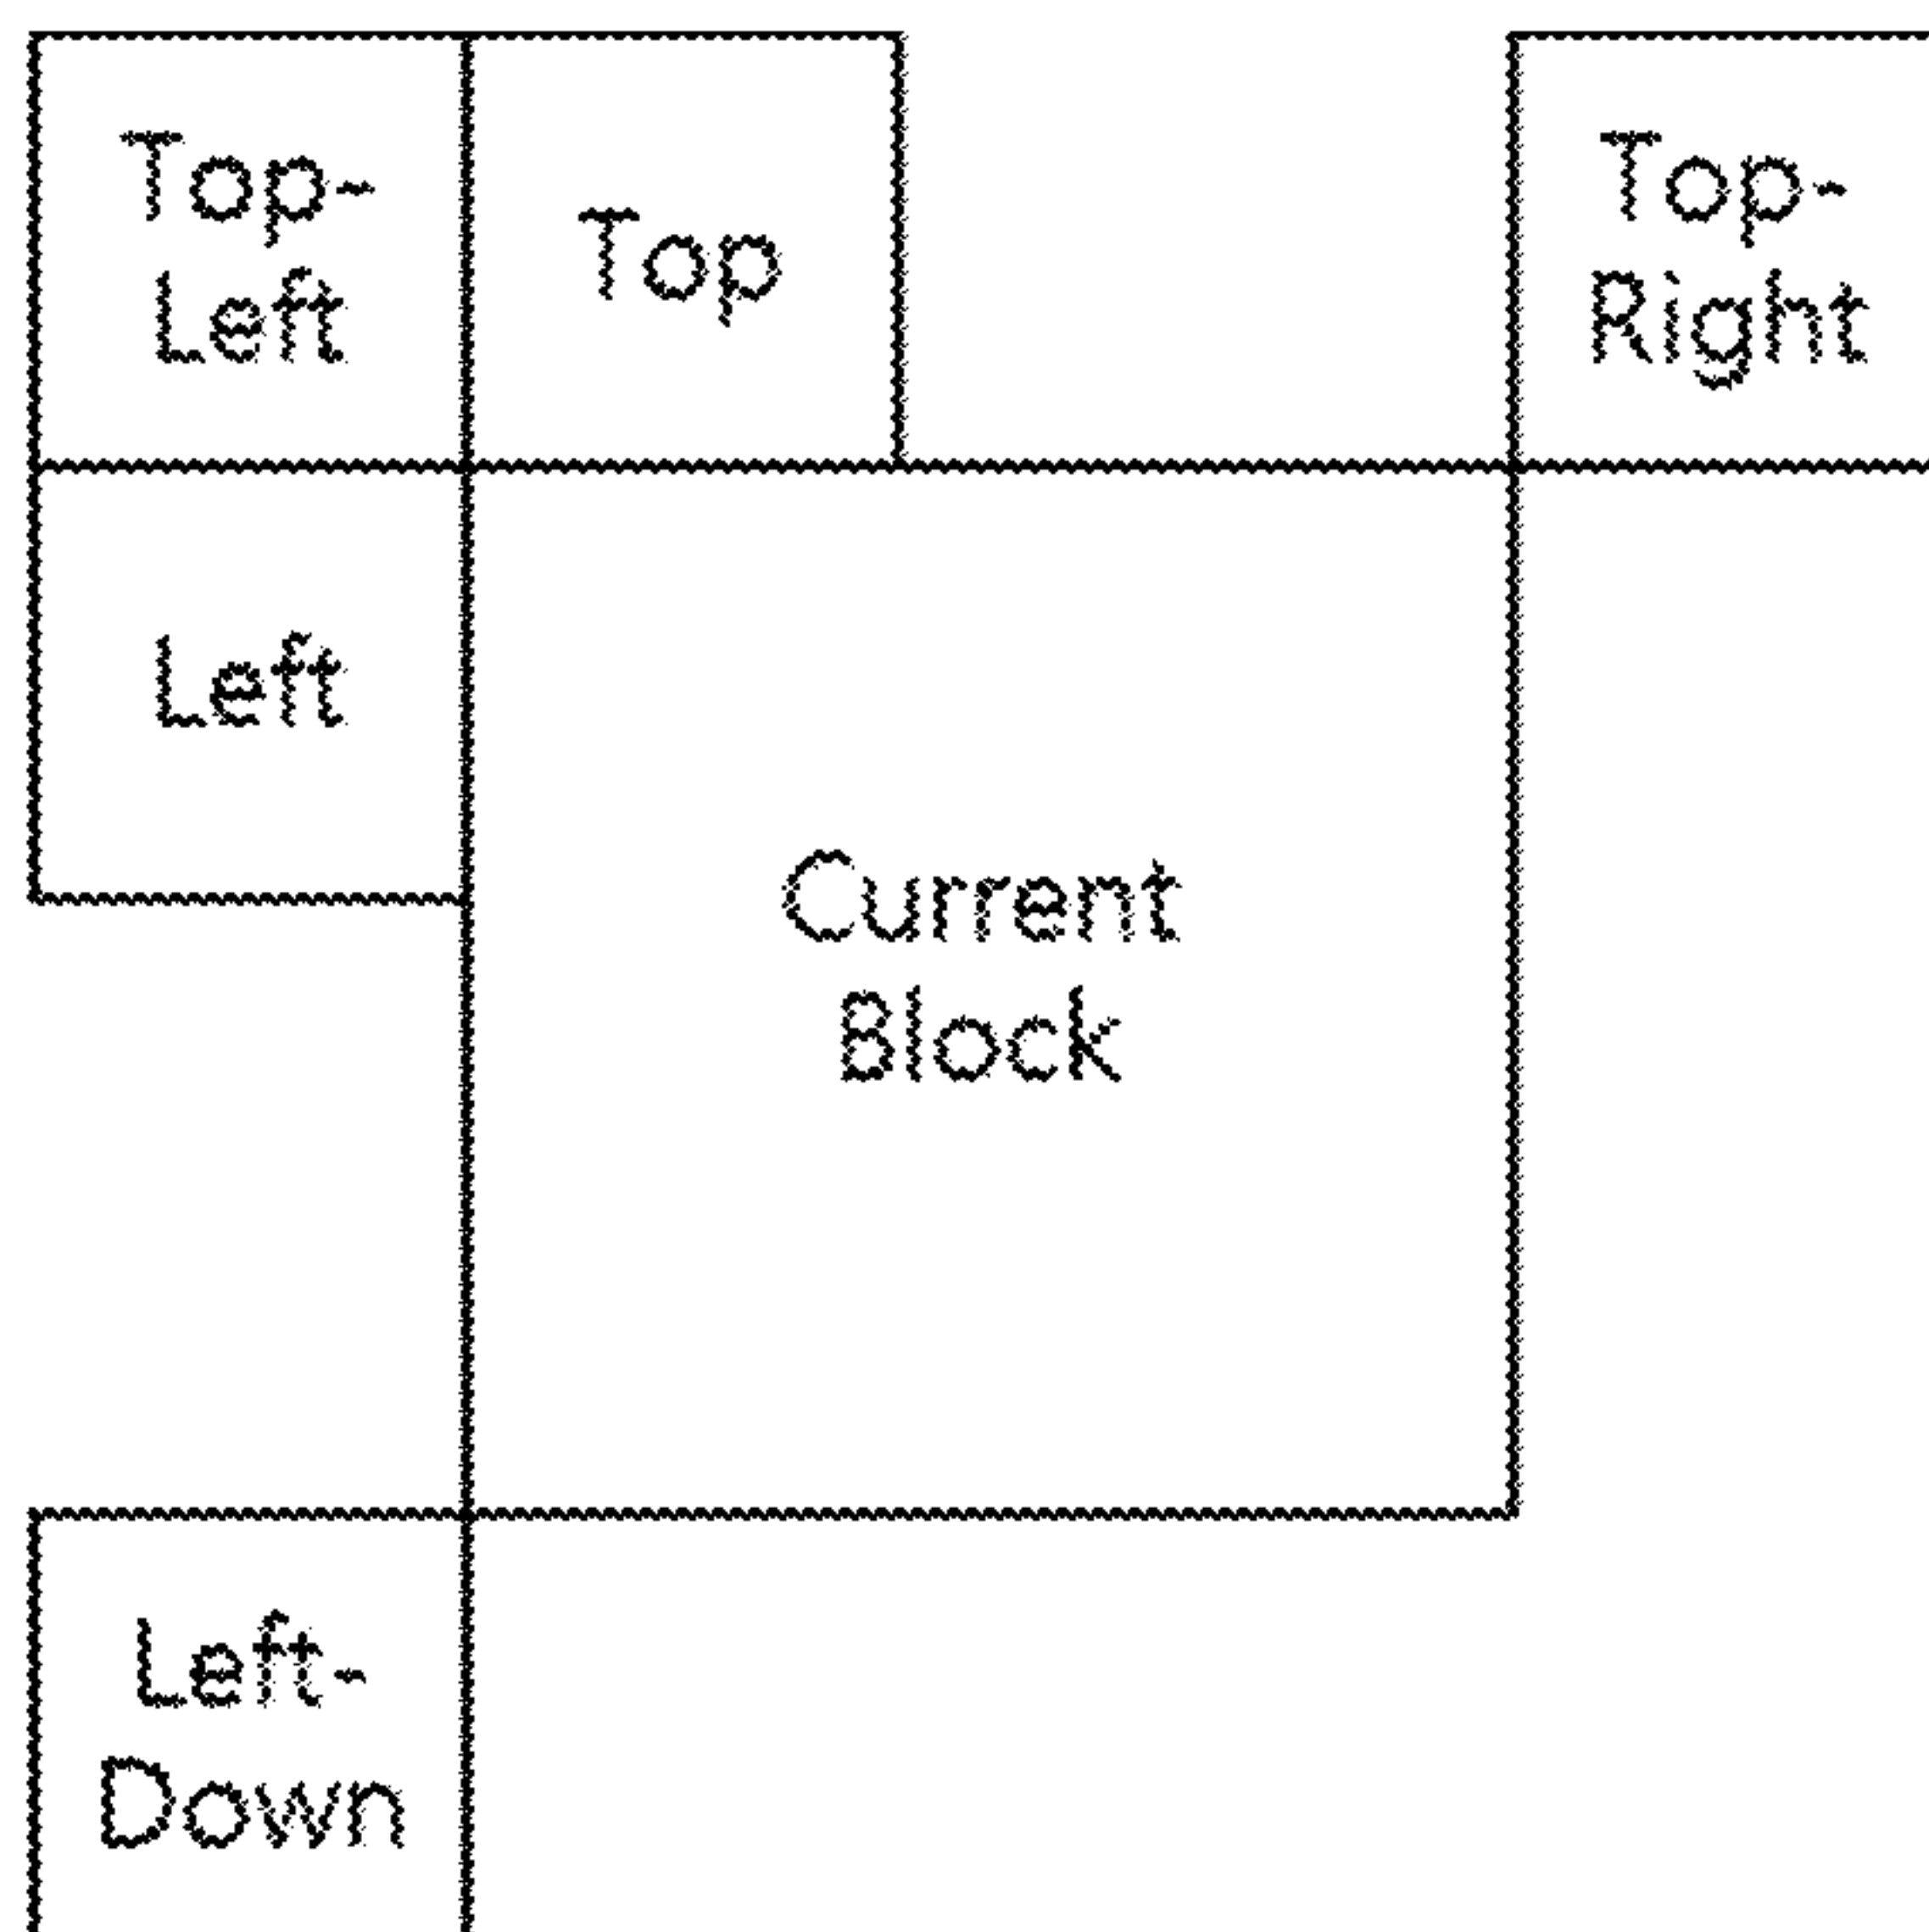 Top-
Left
Top
Top-
Right
Left
Current
Block
Left-
Down